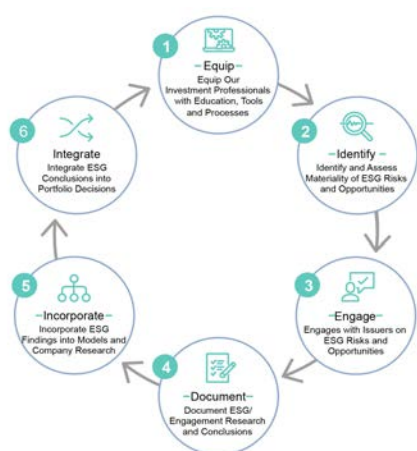 1
Equip
Equip Our
Investment Professionals
with Education, Tools
and Processes
2
Identify
Identify and Assess
Materiality of ESG Risks
and Opportunities
3
Engage
Engages with Issuers on
ESG Risks and
Opportunities
4
Document
Document ESG/
Engagement Research
and Conclusions
5
Incorporate
Incorporate ESG
Findings into Models and
Company Research
6
Integrate
Integrate ESG
Conclusions into
Portfolio Decisions